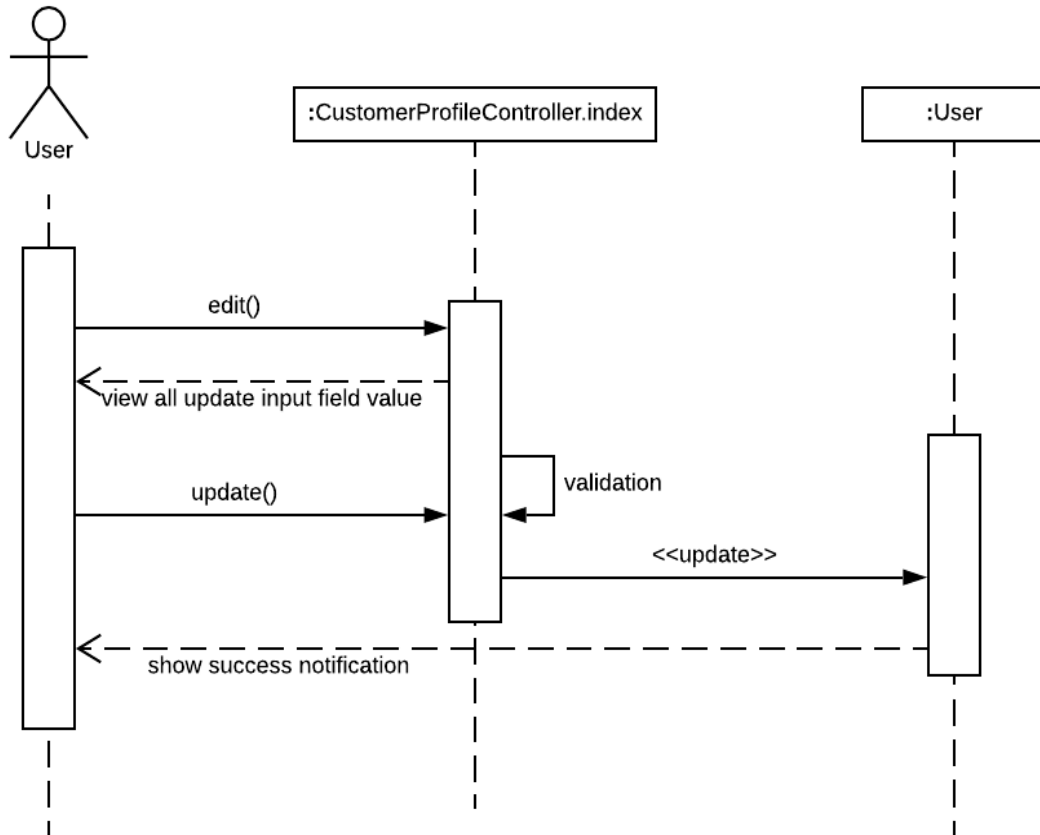 :CustomerProfileController.index
:User
User
edit()
view all update input field value
validation
update()
<<update>>
show success notification